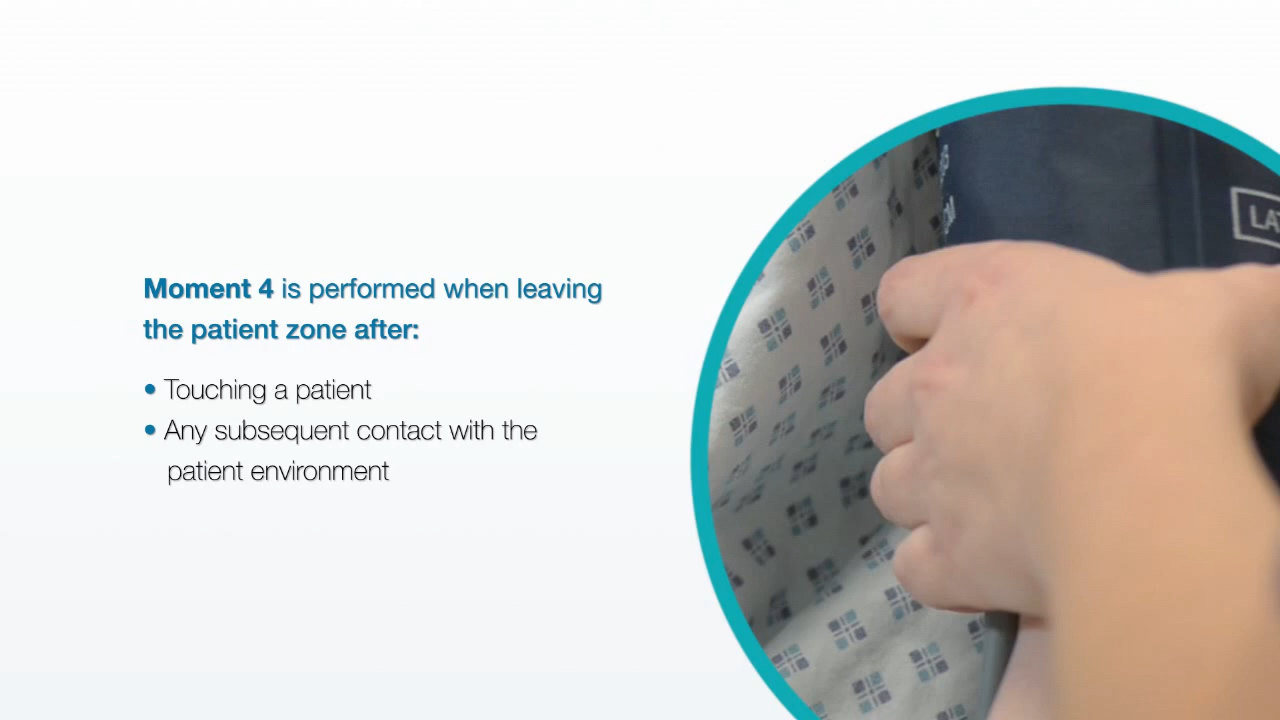 Moment 4 is performed when leaving
the patient zone after:
• Touching a patient
• Any subsequent contact with the
patient environment
LA